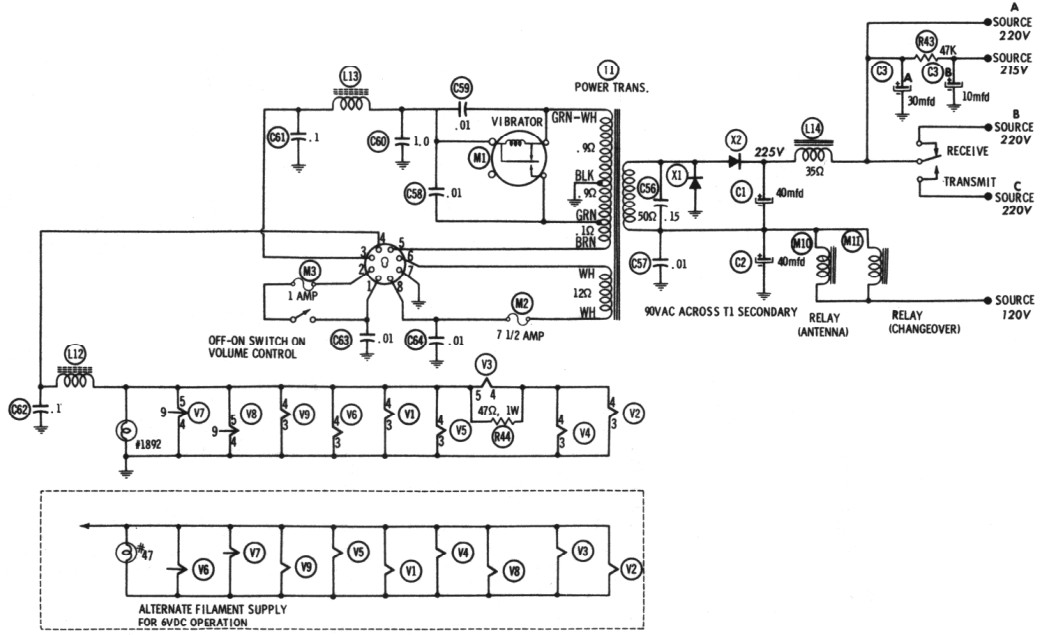 A
SOURCE
220V
R43
47K
SOURCE
215V
C3
A
C3
B
30mfd
10mfd
T1
POWER TRANS.
L13
C59
.01
VIBRATOR
GRN-WH
C61
.1
C60
1.0
M1
.9Ω
BLK
.9Ω
C58
.01
GRN
.1Ω
BRN
X2
225V
L14
35Ω
X1
C56
50Ω
.15
C1
40mfd
B
SOURCE
220V
RECEIVE
TRANSMIT
C
SOURCE
220V
C57
.01
C2
40mfd
M10
M11
4
3
5
6
2
7
1
8
M3
1 AMP
WH
12Ω
WH
M2
7 1/2 AMP
90VAC ACROSS T1 SECONDARY
RELAY
(ANTENNA)
RELAY
(CHANGEOVER)
SOURCE
120V
OFF-ON SWITCH ON
VOLUME CONTROL
C63
.01
C64
.01
L12
C62
.1
#1892
5
9
4
V7
5
9
4
V8
4
3
V9
4
3
V6
4
3
V1
4
3
V5
V3
5
4
47Ω, 1W
R44
4
3
V4
4
3
V2
#47
V6
V7
V9
V5
V1
V4
V8
V3
V2
ALTERNATE FILAMENT SUPPLY
FOR 6VDC OPERATION